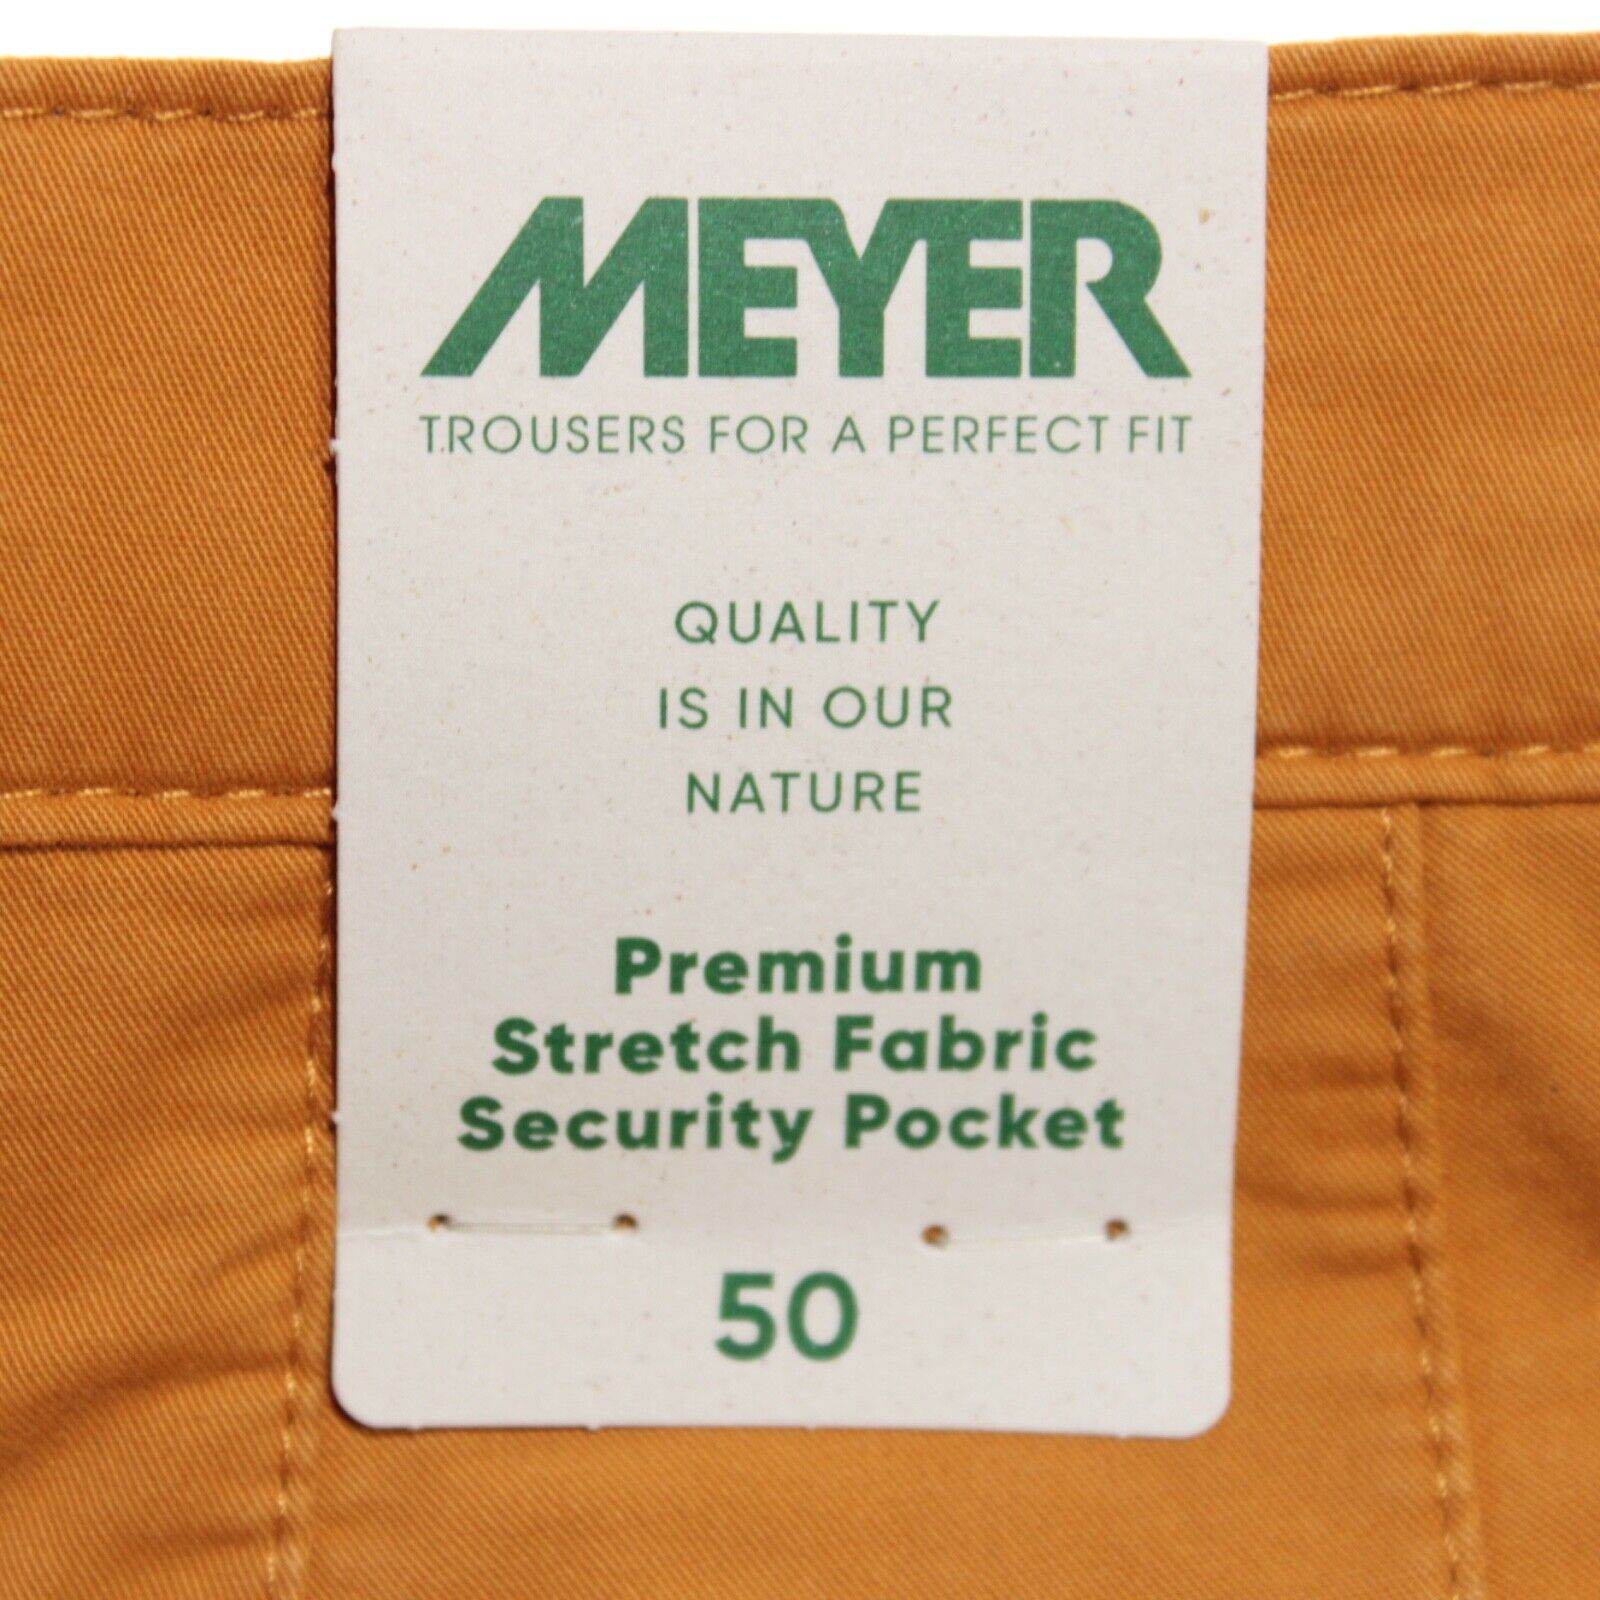 MEYER
TROUSERS FOR A PERFECT FIT
QUALITY
IS IN OUR
NATURE
Premium
Stretch Fabric
Security Pocket
50